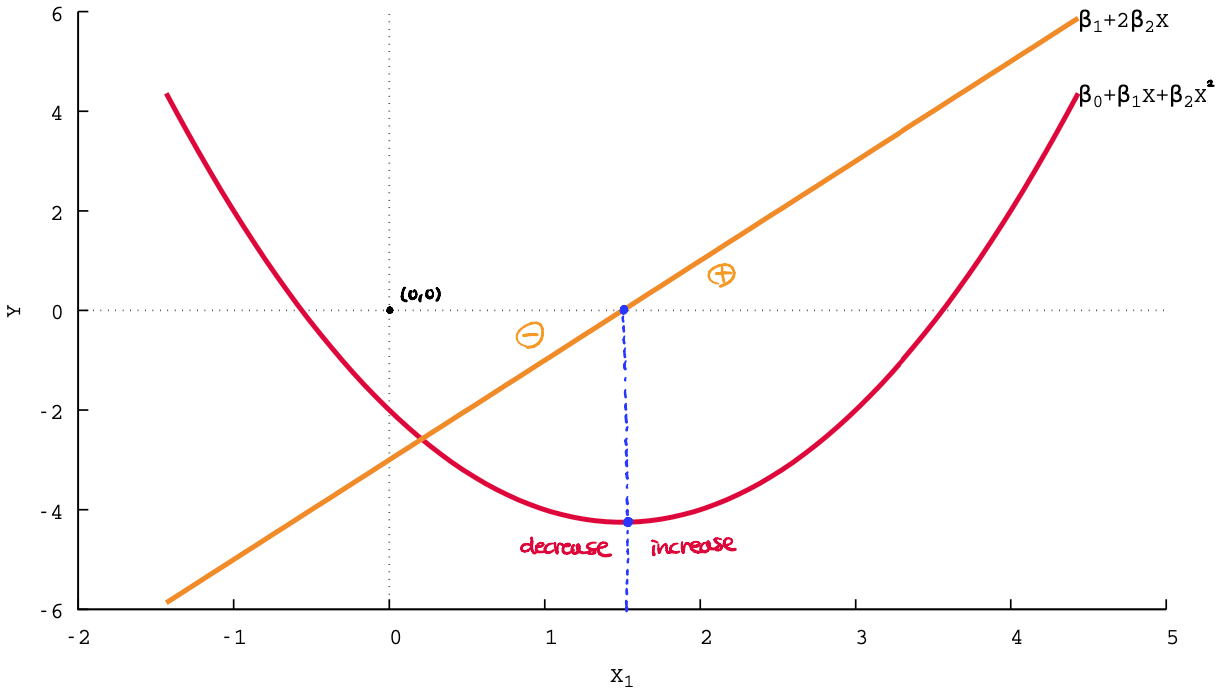 6
β₁+2β₂X
β₀+β₁X+β₂X²
4
2
(0,0)
Y
0
-2
-4
decrease increase
-6
-2 -1 0 1 2 3 4 5
X₁
+
−